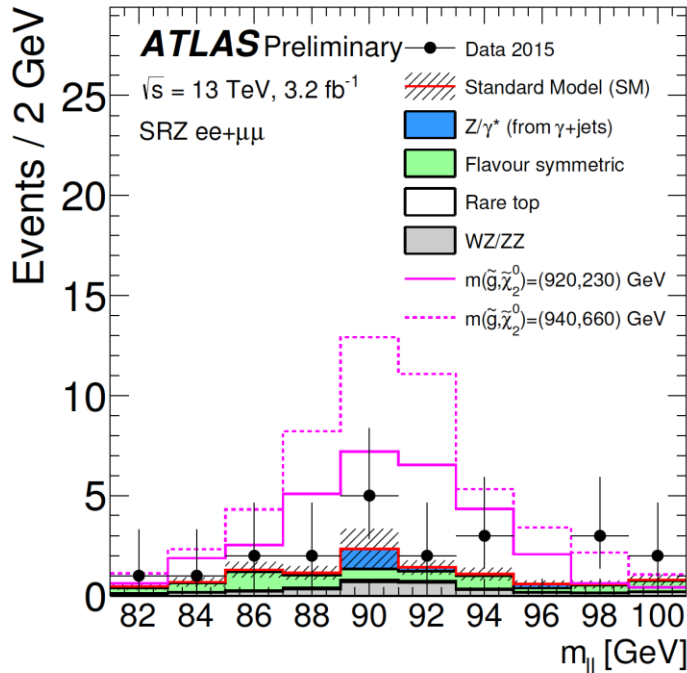 ATLAS Preliminary
√s = 13 TeV, 3.2 fb⁻¹
SRZ ee+μμ
Data 2015
Standard Model (SM)
Z/γ* (from γ+jets)
Flavour symmetric
Rare top
WZ/ZZ
m(g̃,χ̃₂⁰)=(920,230) GeV
m(g̃,χ̃₂⁰)=(940,660) GeV
Events / 2 GeV
25
20
15
10
5
0
82 84 86 88 90 92 94 96 98 100
m_ll [GeV]